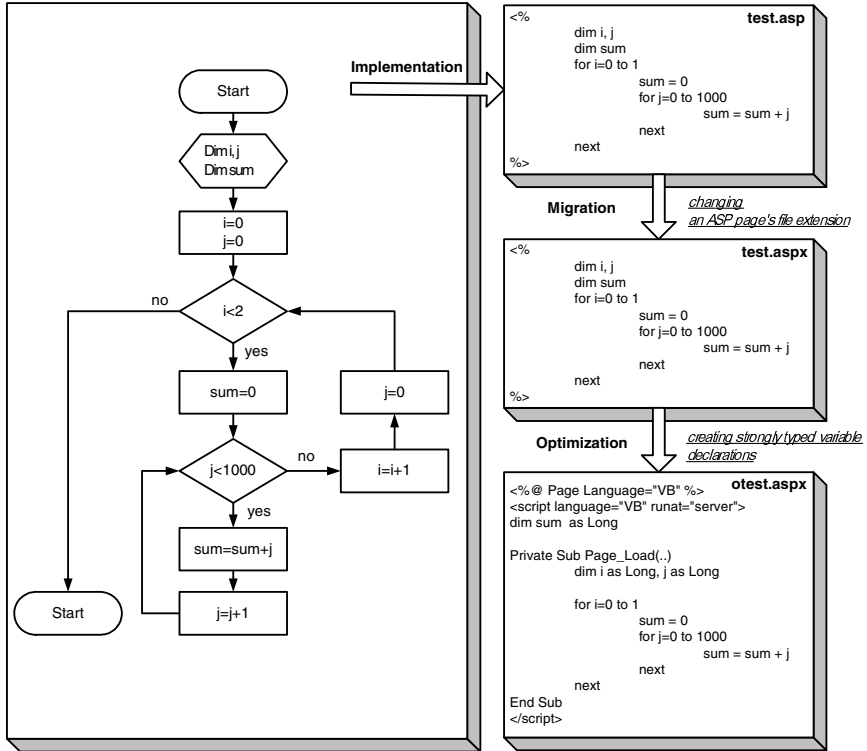 Start
Dim i, j
Dim sum
i=0
j=0
i<2
no
yes
sum=0
j=0
j<1000
no
i=i+1
yes
sum=sum+j
j=j+1
Start
Implementation
test.asp
<%
dim i, j
dim sum
for i=0 to 1
sum = 0
for j=0 to 1000
sum = sum + j
next
next
%>
Migration
changing
an ASP page's file extension
test.aspx
<%
dim i, j
dim sum
for i=0 to 1
sum = 0
for j=0 to 1000
sum = sum + j
next
next
%>
Optimization
creating strongly typed variable
declarations
otest.aspx
<%@ Page Language="VB" %>
<script language="VB" runat="server">
dim sum  as Long
Private Sub Page_Load(..)
dim i as Long, j as Long
for i=0 to 1
sum = 0
for j=0 to 1000
sum = sum + j
next
next
End Sub
</script>